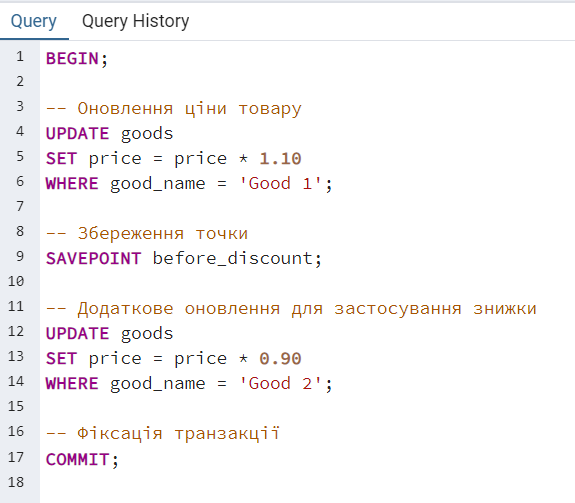 Query Query History
1 BEGIN;
2
3 -- Оновлення ціни товару
4 UPDATE goods
5 SET price = price * 1.10
6 WHERE good_name = 'Good 1';
7
8 -- Збереження точки
9 SAVEPOINT before_discount;
10
11 -- Додаткове оновлення для застосування знижки
12 UPDATE goods
13 SET price = price * 0.90
14 WHERE good_name = 'Good 2';
15
16 -- Фіксація транзакції
17 COMMIT;
18